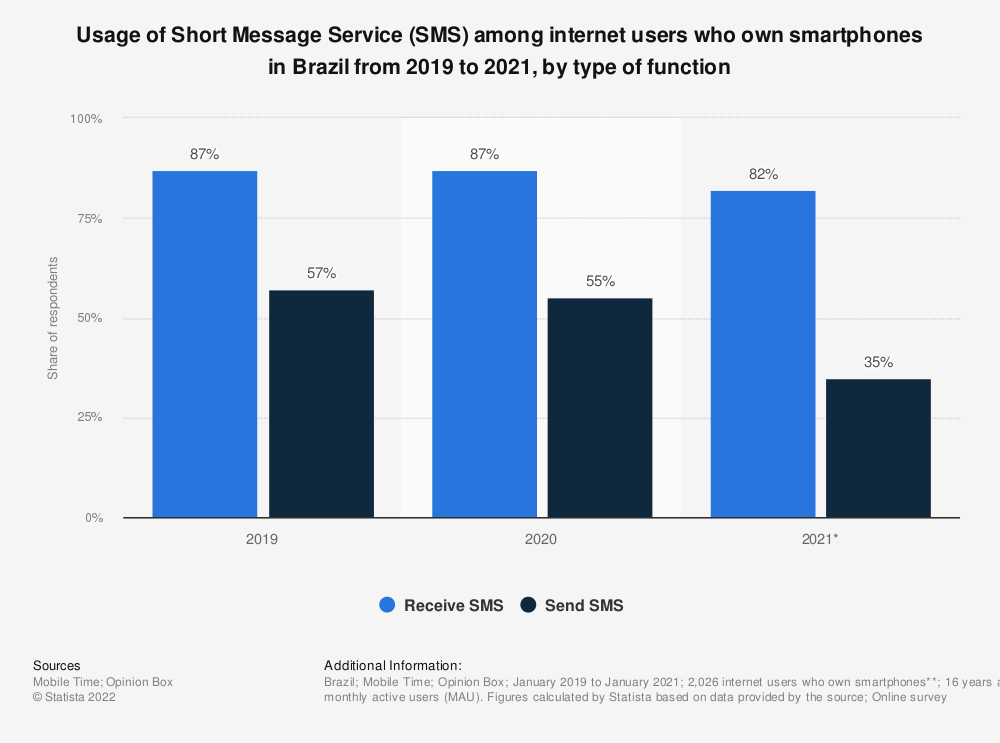 Usage of Short Message Service (SMS) among internet users who own smartphones
in Brazil from 2019 to 2021, by type of function
Share of respondents
100%
75%
50%
25%
0%
87%
57%
87%
55%
82%
35%
2019
2020
2021*
Receive SMS
Send SMS
Sources
Mobile Time; Opinion Box
© Statista 2022
Additional Information:
Brazil; Mobile Time; Opinion Box; January 2019 to January 2021; 2,026 internet users who own smartphones**; 16 years
monthly active users (MAU). Figures calculated by Statista based on data provided by the source; Online survey